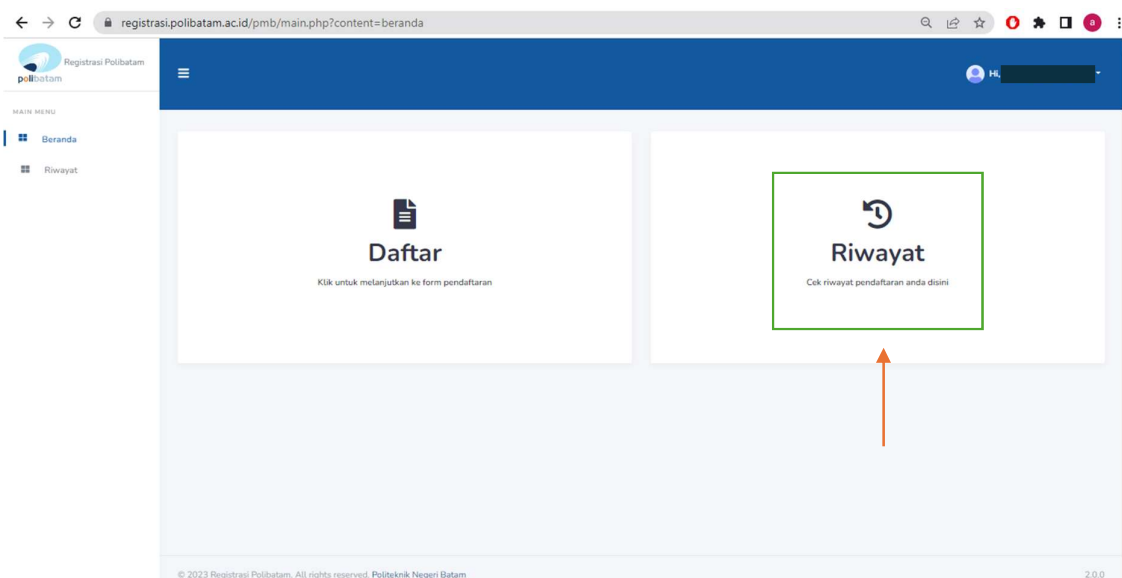 registrasi.polibatam.ac.id/pmb/main.php?content=beranda
a
polibatam
Registrasi Polibatam
Hi,
MAIN MENU
Beranda
Riwayat
Daftar
Klik untuk melanjutkan ke form pendaftaran
Riwayat
Cek riwayat pendaftaran anda disini
© 2023 Registrasi Polibatam. All rights reserved. Politeknik Negeri Batam
2.0.0